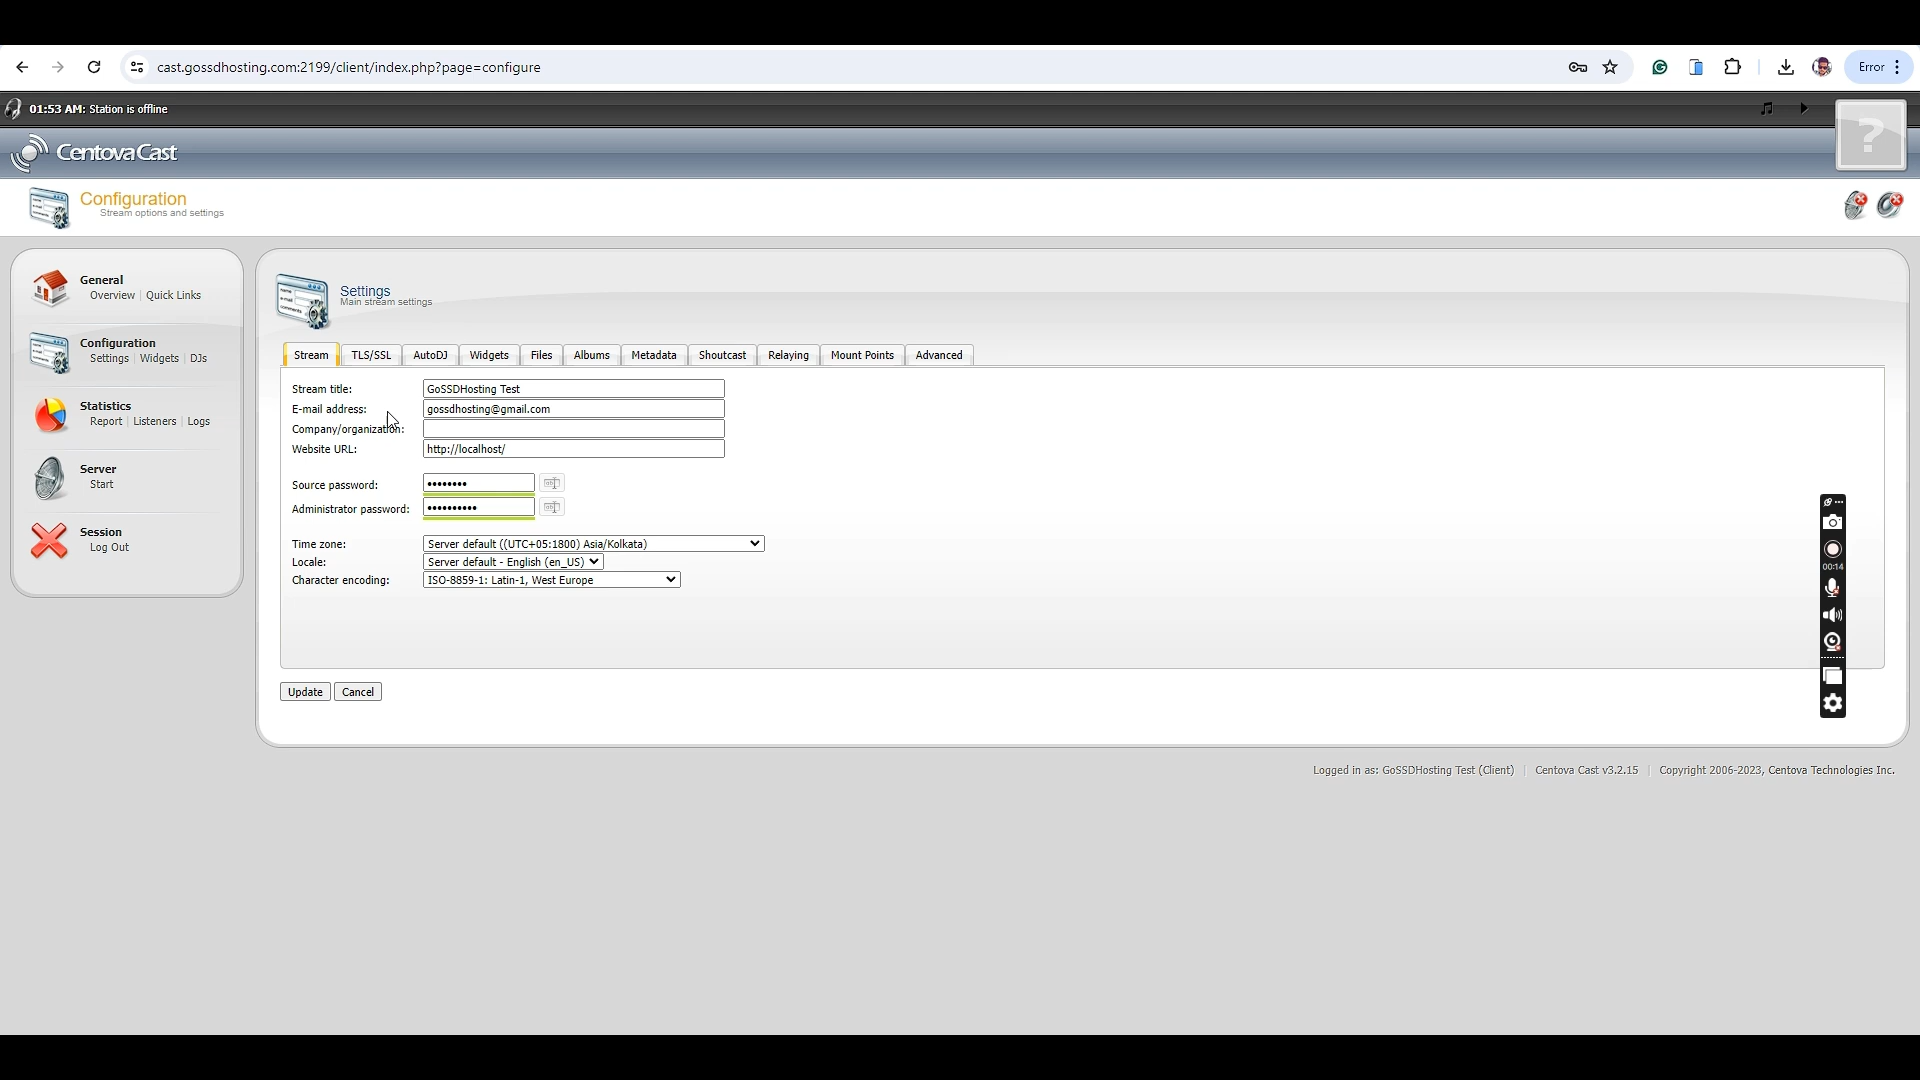 cast.gossdhosting.com:2199/client/index.php?page=configure
Error
01:53 AM: Station is offline
CentovaCast
?
Configuration
Stream options and settings
General
Overview | Quick Links
Configuration
Settings | Widgets | DJs
Statistics
Report | Listeners | Logs
Server
Start
Session
Log Out
Settings
Main stream settings
Stream TLS/SSL AutoDJ Widgets Files Albums Metadata Shoutcast Relaying Mount Points Advanced
Stream title: GoSSDHosting Test
E-mail address: gossdhosting@gmail.com
Company/organization:
Website URL: http://localhost/
Source password: ••••••••
Administrator password: ••••••••••
Time zone: Server default ((UTC+05:1800) Asia/Kolkata)
Locale: Server default - English (en_US)
Character encoding: ISO-8859-1: Latin-1, West Europe
00:14
Update Cancel
Logged in as: GoSSDHosting Test (Client) | Centova Cast v3.2.15 | Copyright 2006-2023, Centova Technologies Inc.